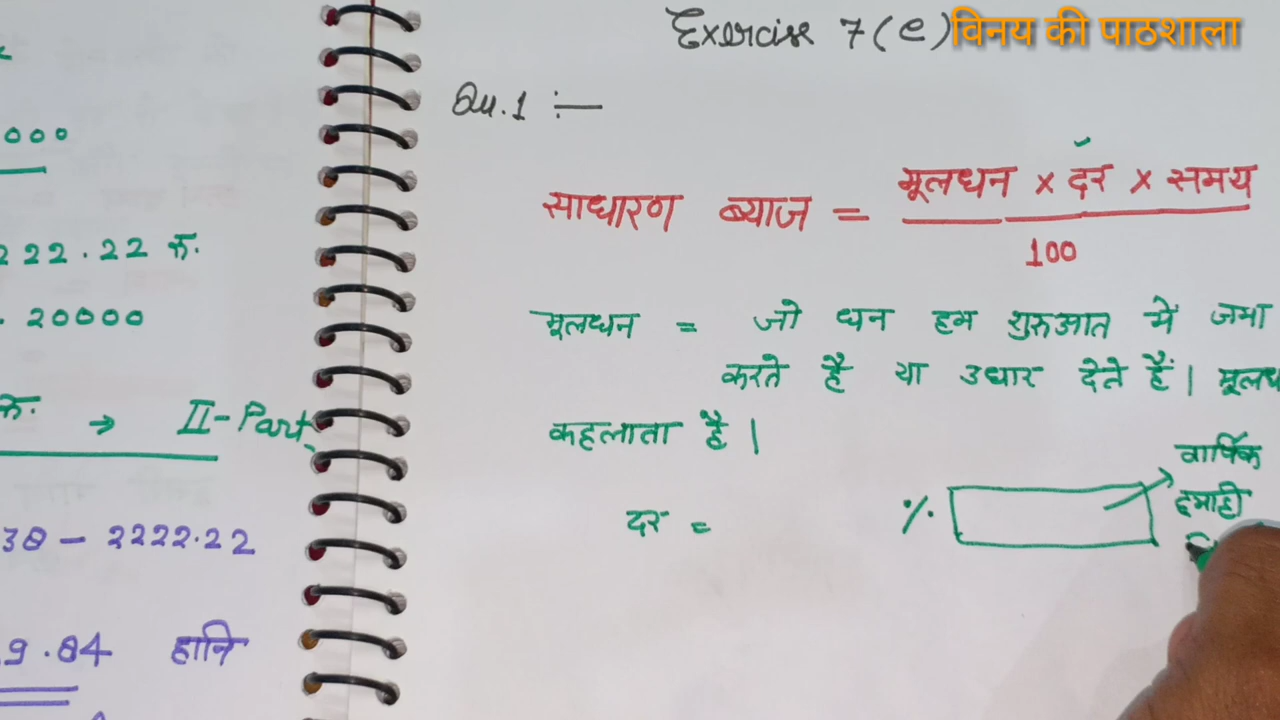 000
222.22 रु.
20000
रु. → II-Part
38 - 2222.22
9.84 हानि
Exercise 7(e) विनय की पाठशाला
Qu.1 :-
साधारण ब्याज = मूलधन × दर × समय
100
मूलधन = जो धन हम शुरुआत में जमा
करते है या उधार देते हैं। मूलध
कहलाता है।
वार्षिक
दर = %. छमाही